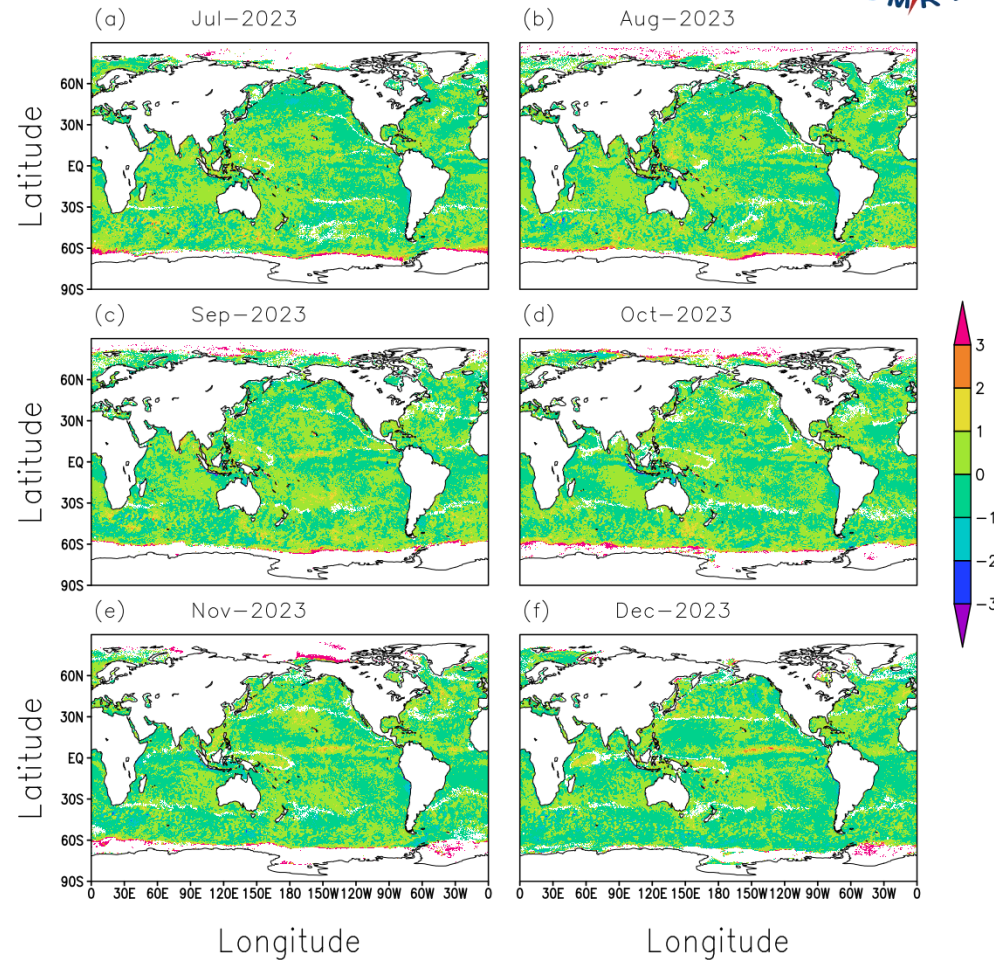 (a) Jul-2023
(b) Aug-2023
Latitude
60N
30N
EQ
30S
60S
90S
(c) Sep-2023
(d) Oct-2023
Latitude
60N
30N
EQ
30S
60S
90S
3
2
1
0
-1
-2
-3
(e) Nov-2023
(f) Dec-2023
Latitude
60N
30N
EQ
30S
60S
90S
0 30E 60E 90E 120E 150E 180 150W 120W 90W 60W 30W 0
0 30E 60E 90E 120E 150E 180 150W 120W 90W 60W 30W 0
Longitude
Longitude